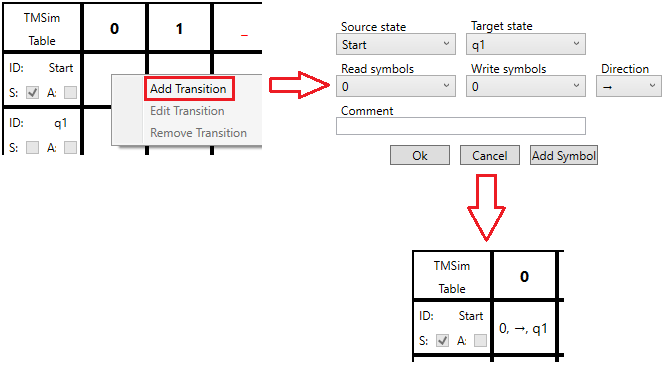 TMSim
Table
0
1
_
ID: Start
S: A:
ID: q1
S: A:
Add Transition
Edit Transition
Remove Transition
Source state
Target state
Start
q1
Read symbols
Write symbols
Direction
0
0
→
Comment
Ok
Cancel
Add Symbol
TMSim
Table
0
ID: Start
S: A:
0, →, q1